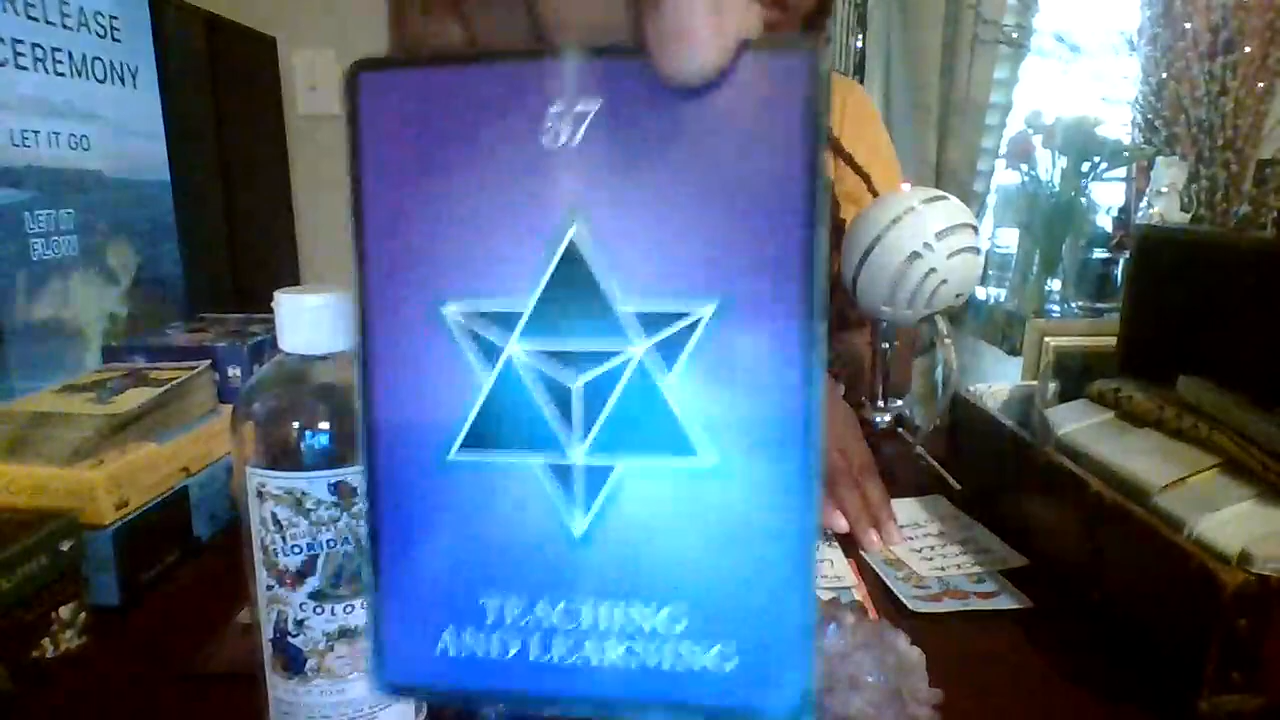 RELEASE
CEREMONY
LET IT GO
LET IT
FLOW
57
TEACHING
AND LEARNING
FLORIDA